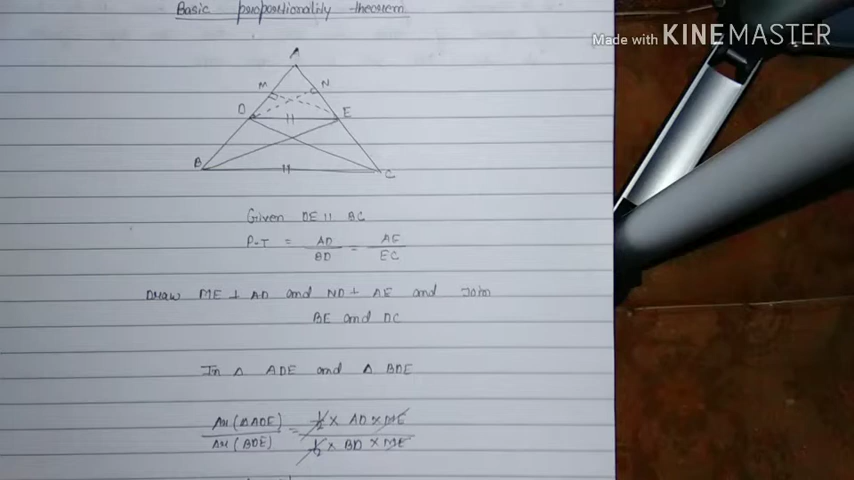 Basic proportionality theorem
Made with KINEMASTER
A
M N
D E
B C
Given DE || BC
P.T = AD/BD = AE/EC
Draw ME ⊥ AD and ND ⊥ AE and Join
BE and DC
In Δ ADE and Δ BDE
Ar(ΔADE)/Ar(BDE) = ½ × AD × ME / ½ × BD × ME